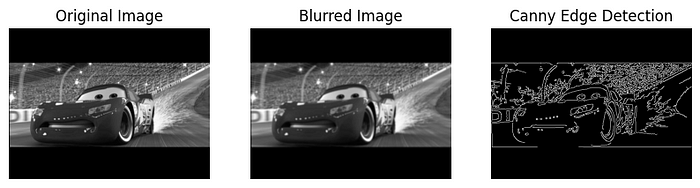 Original Image
Blurred Image
Canny Edge Detection